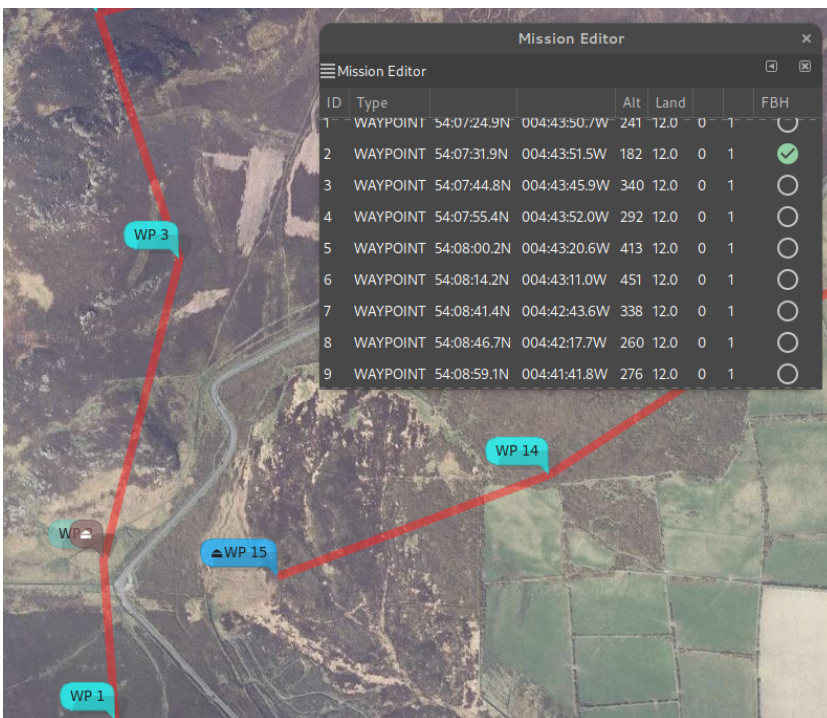 Mission Editor
Mission Editor
ID Type Alt Land FBH
1 WAYPOINT 54:07:24.9N 004:43:50.7W 241 12.0 0 1
2 WAYPOINT 54:07:31.9N 004:43:51.5W 182 12.0 0 1
3 WAYPOINT 54:07:44.8N 004:43:45.9W 340 12.0 0 1
4 WAYPOINT 54:07:55.4N 004:43:52.0W 292 12.0 0 1
5 WAYPOINT 54:08:00.2N 004:43:20.6W 413 12.0 0 1
6 WAYPOINT 54:08:14.2N 004:43:11.0W 451 12.0 0 1
7 WAYPOINT 54:08:41.4N 004:42:43.6W 338 12.0 0 1
8 WAYPOINT 54:08:46.7N 004:42:17.7W 260 12.0 0 1
9 WAYPOINT 54:08:59.1N 004:41:41.8W 276 12.0 0 1
WP 3
WP 14
WP
WP 15
WP 1